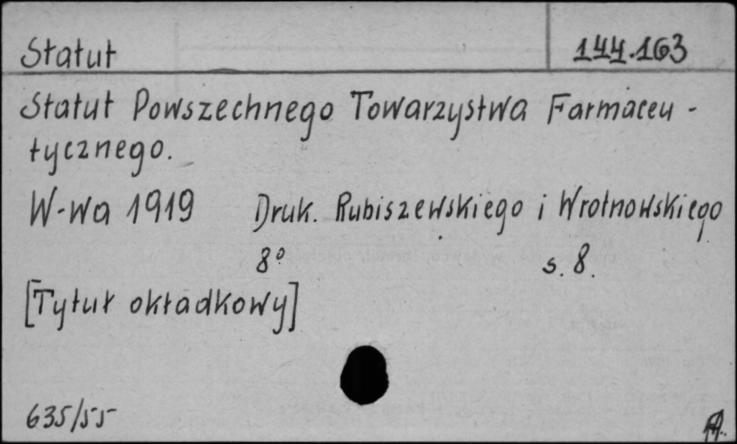 Statut 144.163
Statut Powszechnego Towarzystwa Farmaceu-
tycznego.
W-wa 1919 Druk. Rubiszewskiego i Wrotnowskiego
8° s. 8.
[Tytuł okładkowy]
635/55
A.